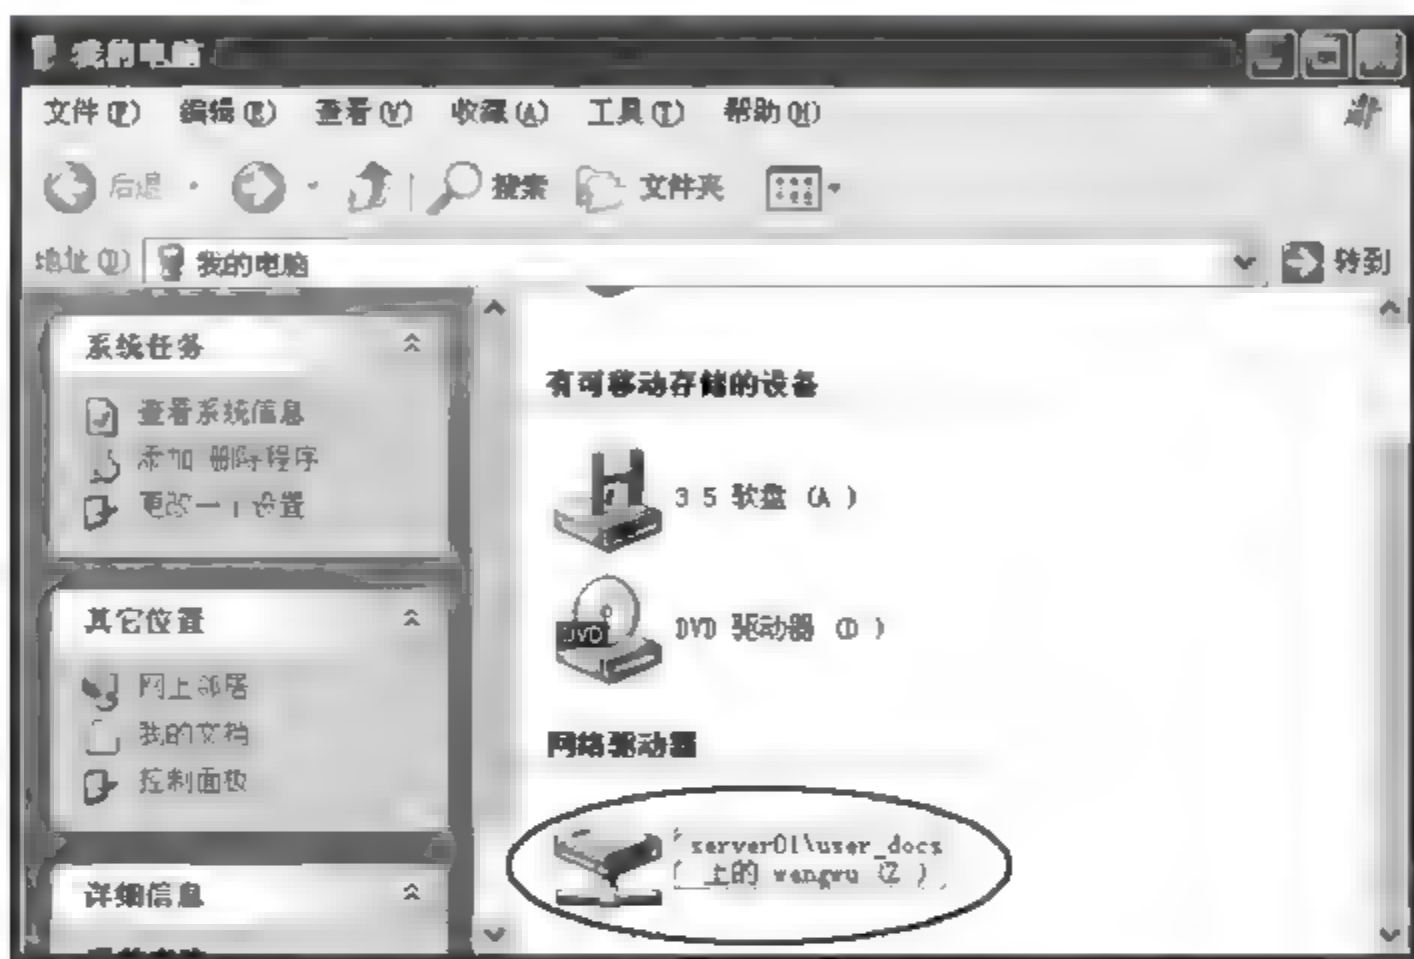 我的电脑
文件(F) 编辑(E) 查看(V) 收藏(A) 工具(T) 帮助(H)
后退 搜索 文件夹
地址(D) 我的电脑 转到
系统任务
查看系统信息
添加 删除程序
更改一个设置
其它位置
网上邻居
我的文档
控制面板
详细信息
有可移动存储的设备
3 5 软盘 (A )
DVD
DVD 驱动器 (D )
网络驱动器
server01\user_docs
上的 wangwu (Z )